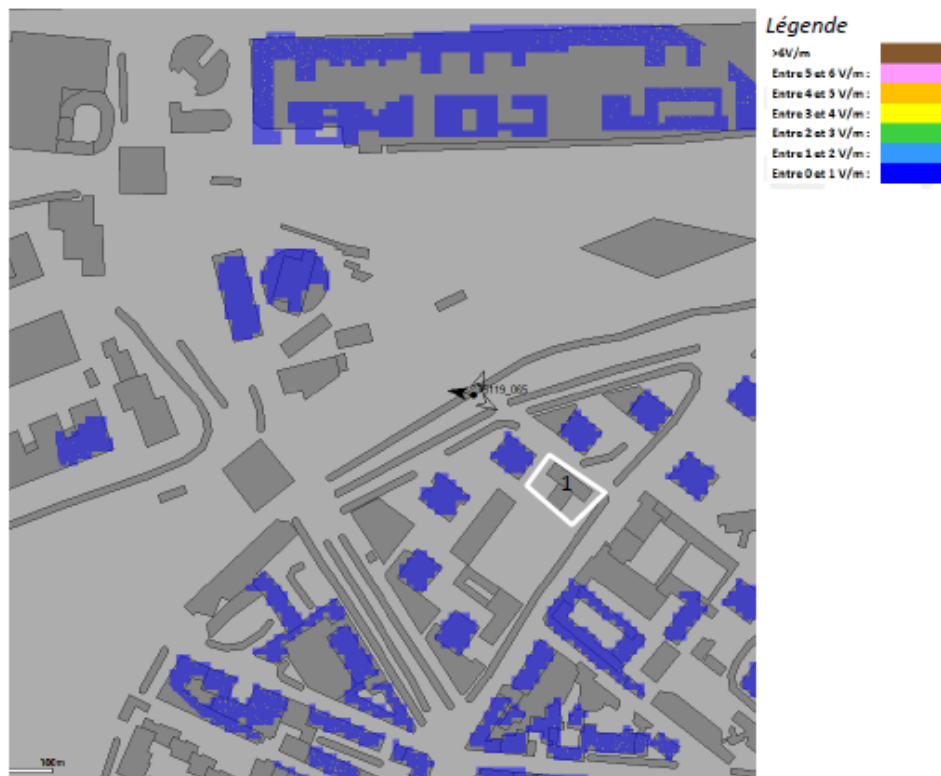 Légende
>6V/m
Entre 5 et 6 V/m :
Entre 4 et 5 V/m :
Entre 3 et 4 V/m :
Entre 2 et 3 V/m :
Entre 1 et 2 V/m :
Entre 0 et 1 V/m :
1
100m